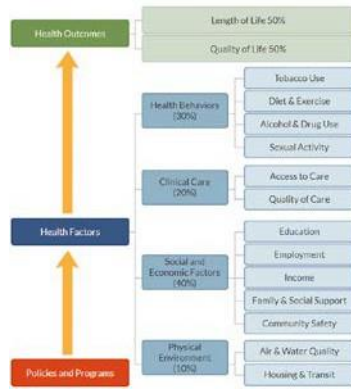 Health Outcomes
Length of Life 50%
Quality of Life 50%
Health Factors
Health Behaviors
(30%)
Tobacco Use
Diet & Exercise
Alcohol & Drug Use
Sexual Activity
Clinical Care
(20%)
Access to Care
Quality of Care
Social and
Economic Factors
(40%)
Education
Employment
Income
Family & Social Support
Community Safety
Physical
Environment
(10%)
Air & Water Quality
Housing & Transit
Policies and Programs